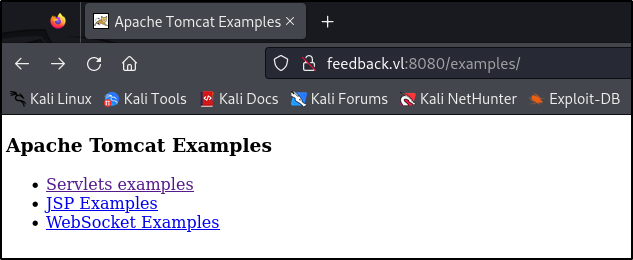 Apache Tomcat Examples
feedback.vl:8080/examples/
Kali Linux Kali Tools Kali Docs Kali Forums Kali NetHunter Exploit-DB
Apache Tomcat Examples
Servlets examples
JSP Examples
WebSocket Examples